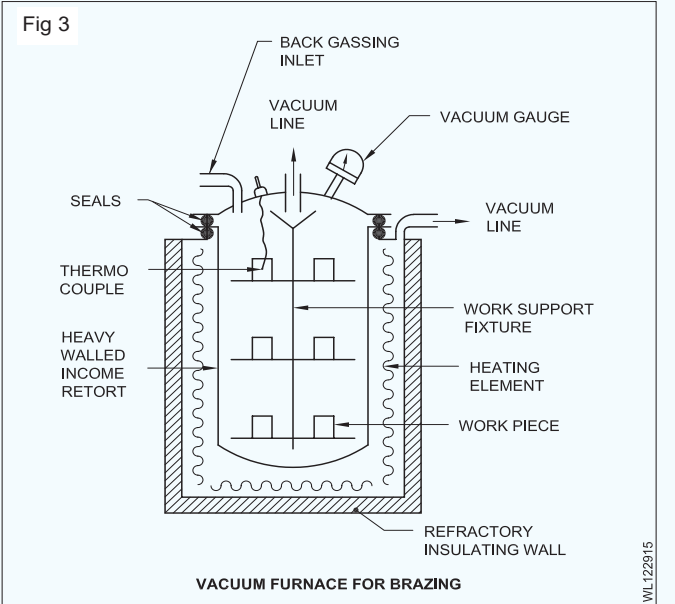 Fig 3
BACK GASSING
INLET
VACUUM
LINE
VACUUM GAUGE
SEALS
VACUUM
LINE
THERMO
COUPLE
WORK SUPPORT
FIXTURE
HEAVY
WALLED
INCOME
RETORT
HEATING
ELEMENT
WORK PIECE
REFRACTORY
INSULATING WALL
VACUUM FURNACE FOR BRAZING
WL122915